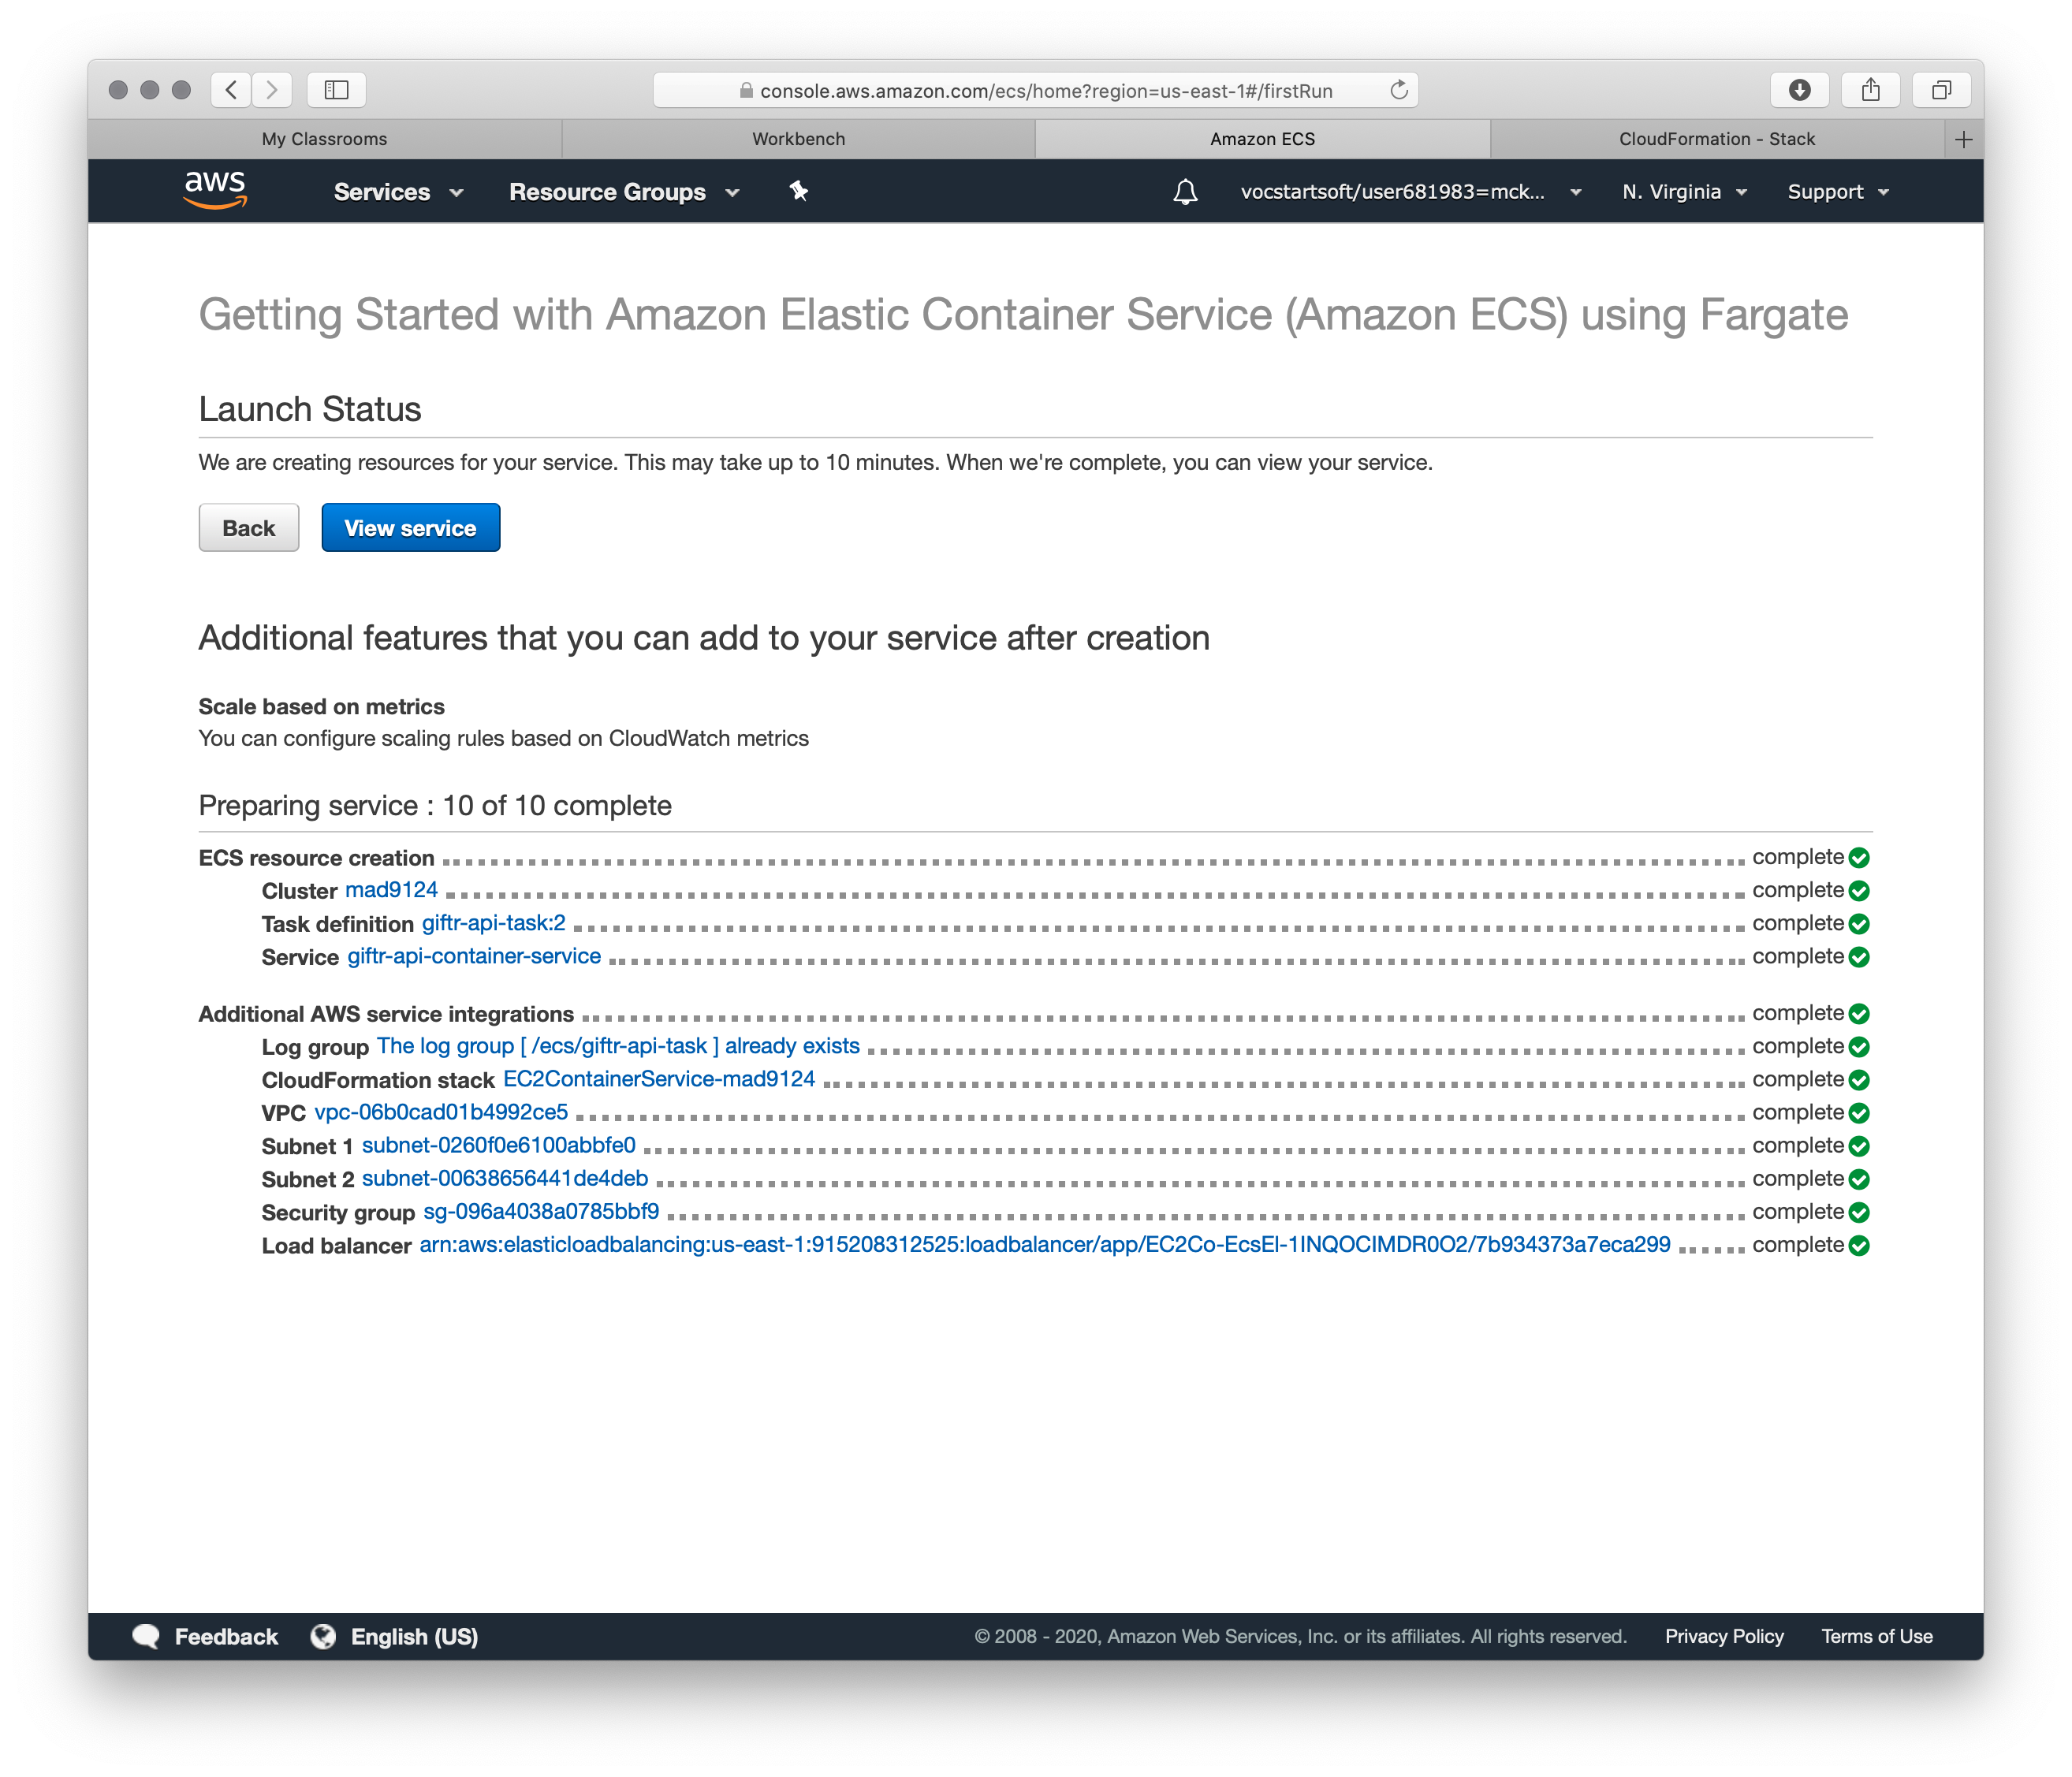 console.aws.amazon.com/ecs/home?region=us-east-1#/firstRun
My Classrooms
Workbench
Amazon ECS
CloudFormation - Stack
aws
Services
Resource Groups
vocstartsoft/user681983=mck...
N. Virginia
Support
Getting Started with Amazon Elastic Container Service (Amazon ECS) using Fargate
Launch Status
We are creating resources for your service. This may take up to 10 minutes. When we're complete, you can view your service.
Back
View service
Additional features that you can add to your service after creation
Scale based on metrics
You can configure scaling rules based on CloudWatch metrics
Preparing service : 10 of 10 complete
ECS resource creation complete
Cluster mad9124 complete
Task definition giftr-api-task:2 complete
Service giftr-api-container-service complete
Additional AWS service integrations complete
Log group The log group [ /ecs/giftr-api-task ] already exists complete
CloudFormation stack EC2ContainerService-mad9124 complete
VPC vpc-06b0cad01b4992ce5 complete
Subnet 1 subnet-0260f0e6100abbfe0 complete
Subnet 2 subnet-00638656441de4deb complete
Security group sg-096a4038a0785bbf9 complete
Load balancer arn:aws:elasticloadbalancing:us-east-1:915208312525:loadbalancer/app/EC2Co-EcsEl-1INQOCIMDR0O2/7b934373a7eca299 complete
Feedback
English (US)
© 2008 - 2020, Amazon Web Services, Inc. or its affiliates. All rights reserved.
Privacy Policy
Terms of Use